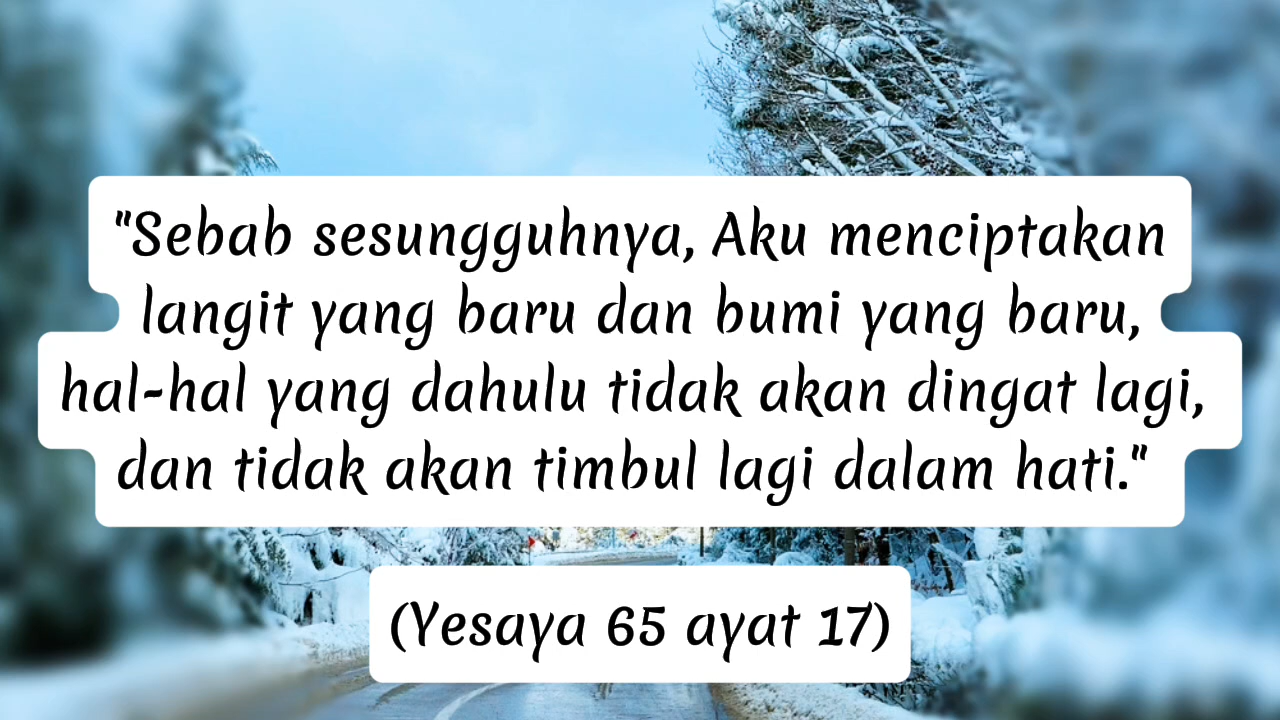 "Sebab sesungguhnya, Aku menciptakan
langit yang baru dan bumi yang baru,
hal-hal yang dahulu tidak akan dingat lagi,
dan tidak akan timbul lagi dalam hati."
(Yesaya 65 ayat 17)